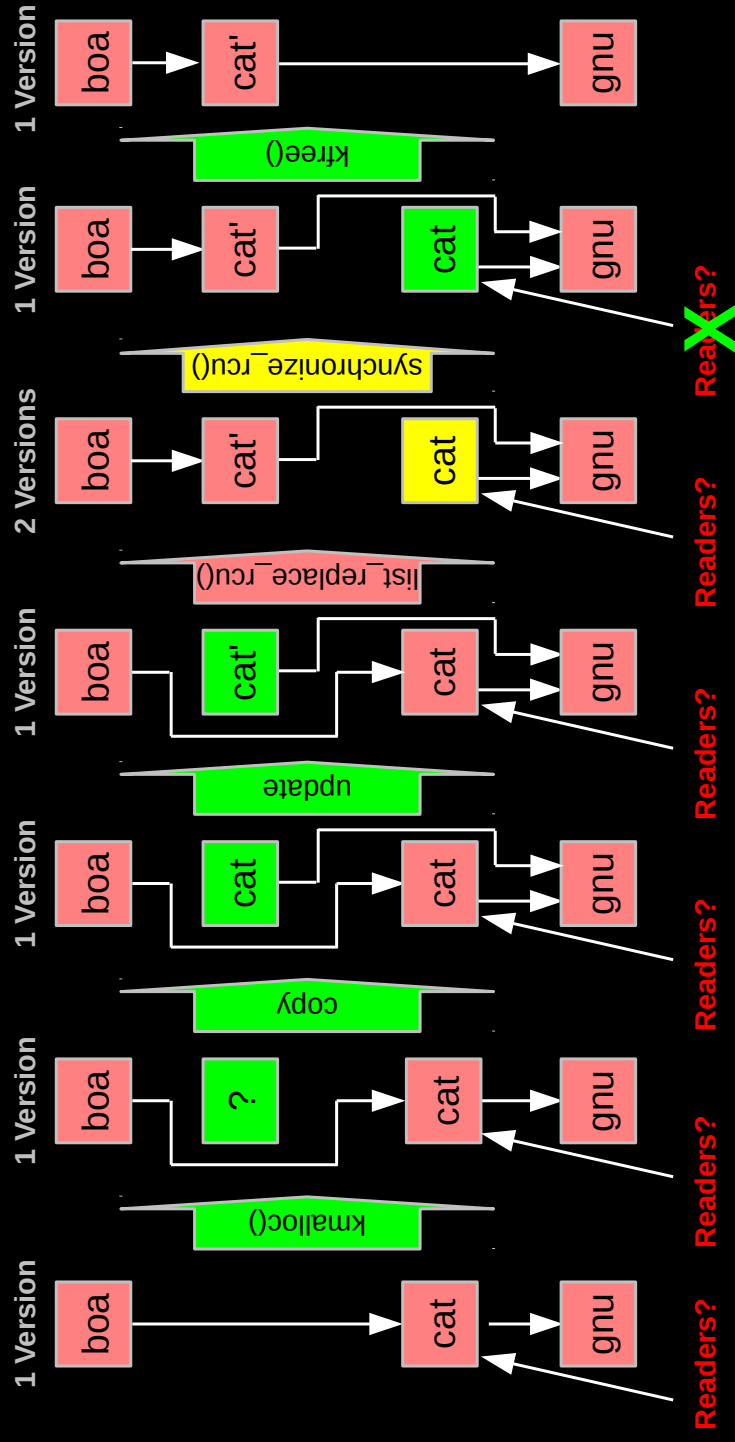 1 Version
boa
cat
gnu
Readers?
kmalloc()
1 Version
boa
?
cat
gnu
Readers?
copy
1 Version
boa
cat
cat
gnu
Readers?
update
1 Version
boa
cat'
cat
gnu
Readers?
list_replace_rcu()
2 Versions
boa
cat'
cat
gnu
Readers?
synchronize_rcu()
1 Version
boa
cat'
cat
gnu
Readers?
X
kfree()
1 Version
boa
cat'
gnu